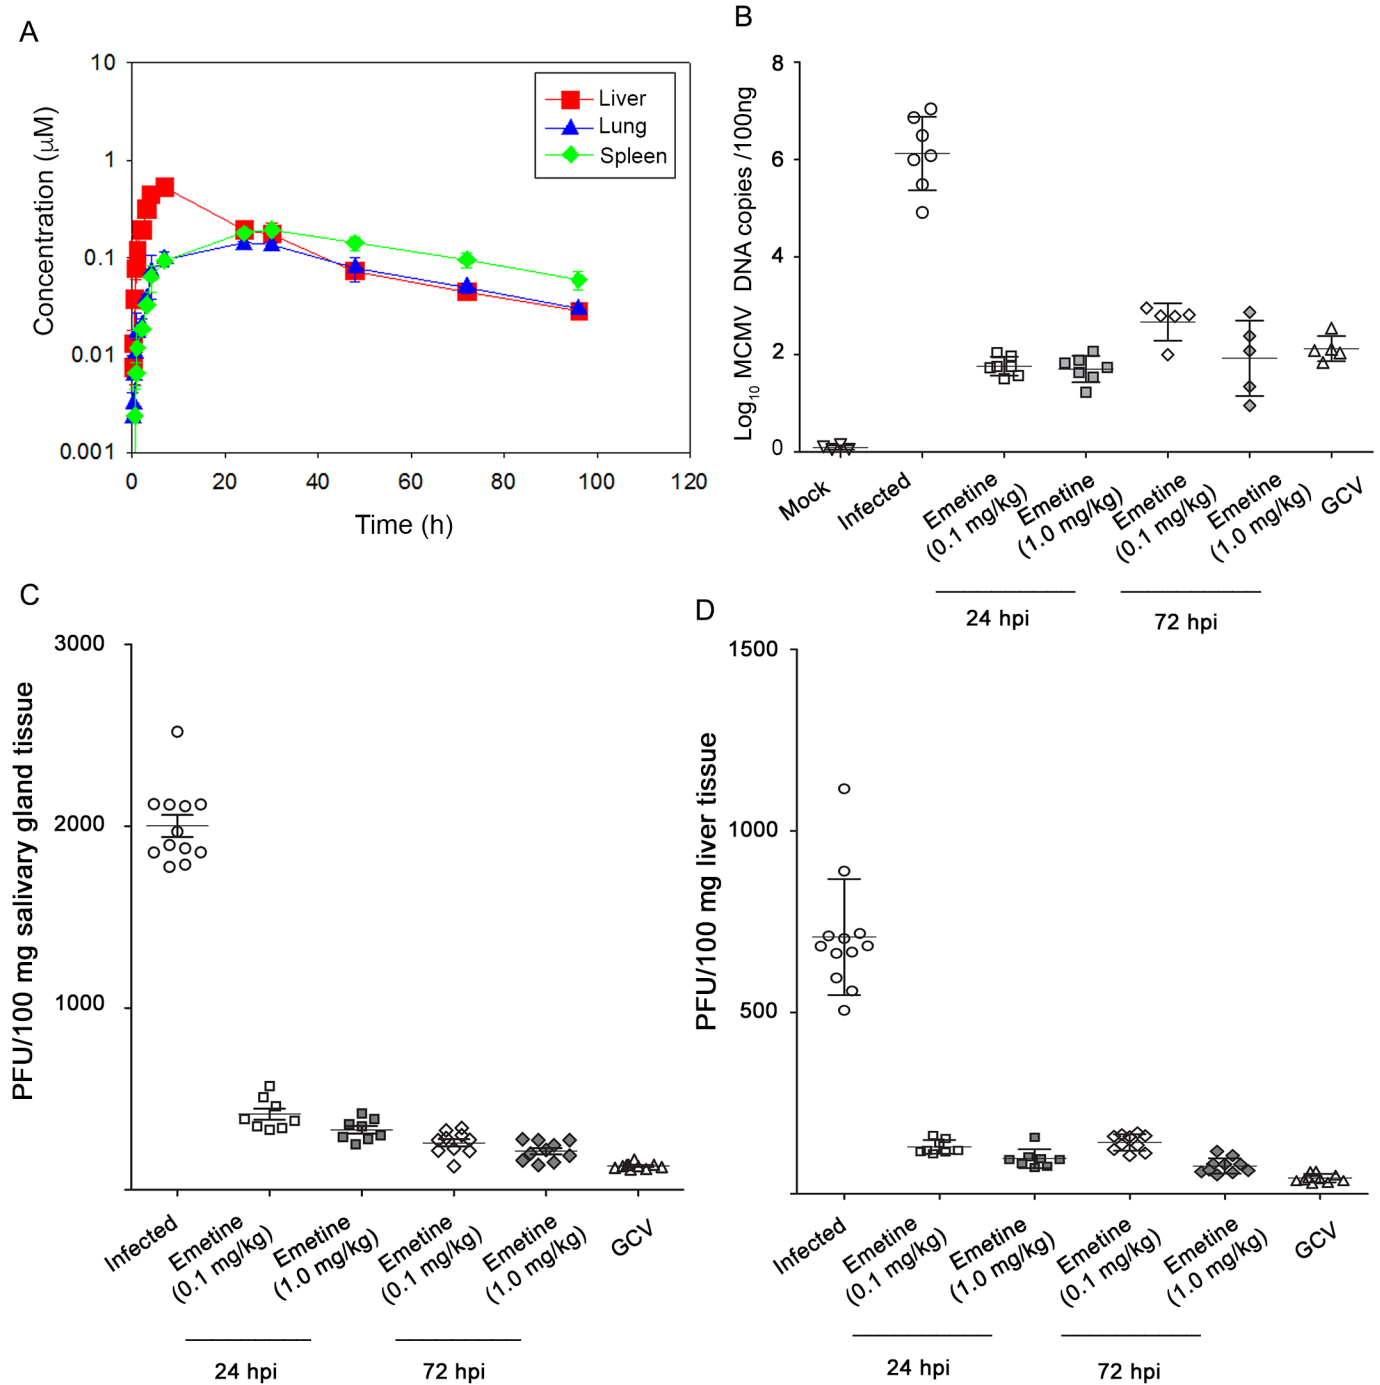 A
10
1
0.1
0.01
0.001
0
20
40
60
80
100
120
Concentration (μM)
Time (h)
Liver
Lung
Spleen
B
8
6
4
2
0
Log10 MCMV DNA copies /100ng
Mock
Infected
Emetine
(0.1 mg/kg)
Emetine
(1.0 mg/kg)
Emetine
(0.1 mg/kg)
Emetine
(1.0 mg/kg)
GCV
24 hpi
72 hpi
C
3000
2000
1000
PFU/100 mg salivary gland tissue
Infected
Emetine
(0.1 mg/kg)
Emetine
(1.0 mg/kg)
Emetine
(0.1 mg/kg)
Emetine
(1.0 mg/kg)
GCV
24 hpi
72 hpi
D
1500
1000
500
PFU/100 mg liver tissue
Infected
Emetine
(0.1 mg/kg)
Emetine
(1.0 mg/kg)
Emetine
(0.1 mg/kg)
Emetine
(1.0 mg/kg)
GCV
24 hpi
72 hpi